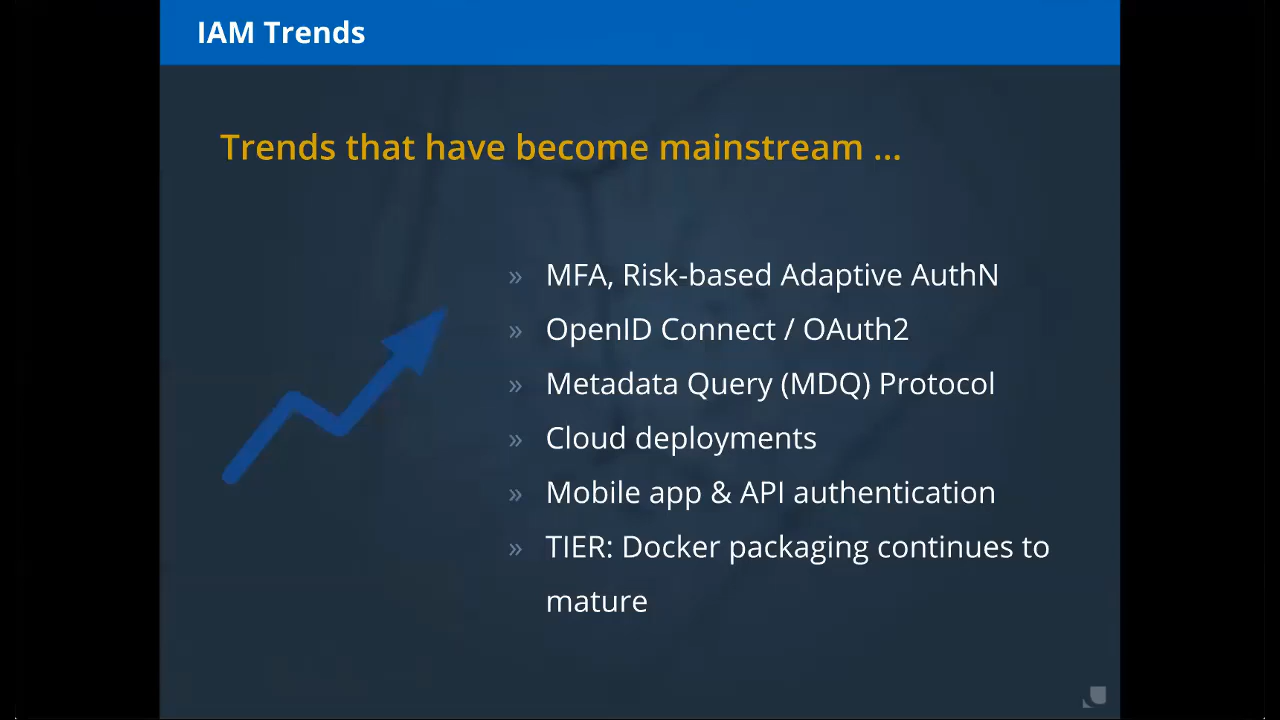 IAM Trends
Trends that have become mainstream ...
» MFA, Risk-based Adaptive AuthN
» OpenID Connect / OAuth2
» Metadata Query (MDQ) Protocol
» Cloud deployments
» Mobile app & API authentication
» TIER: Docker packaging continues to
mature